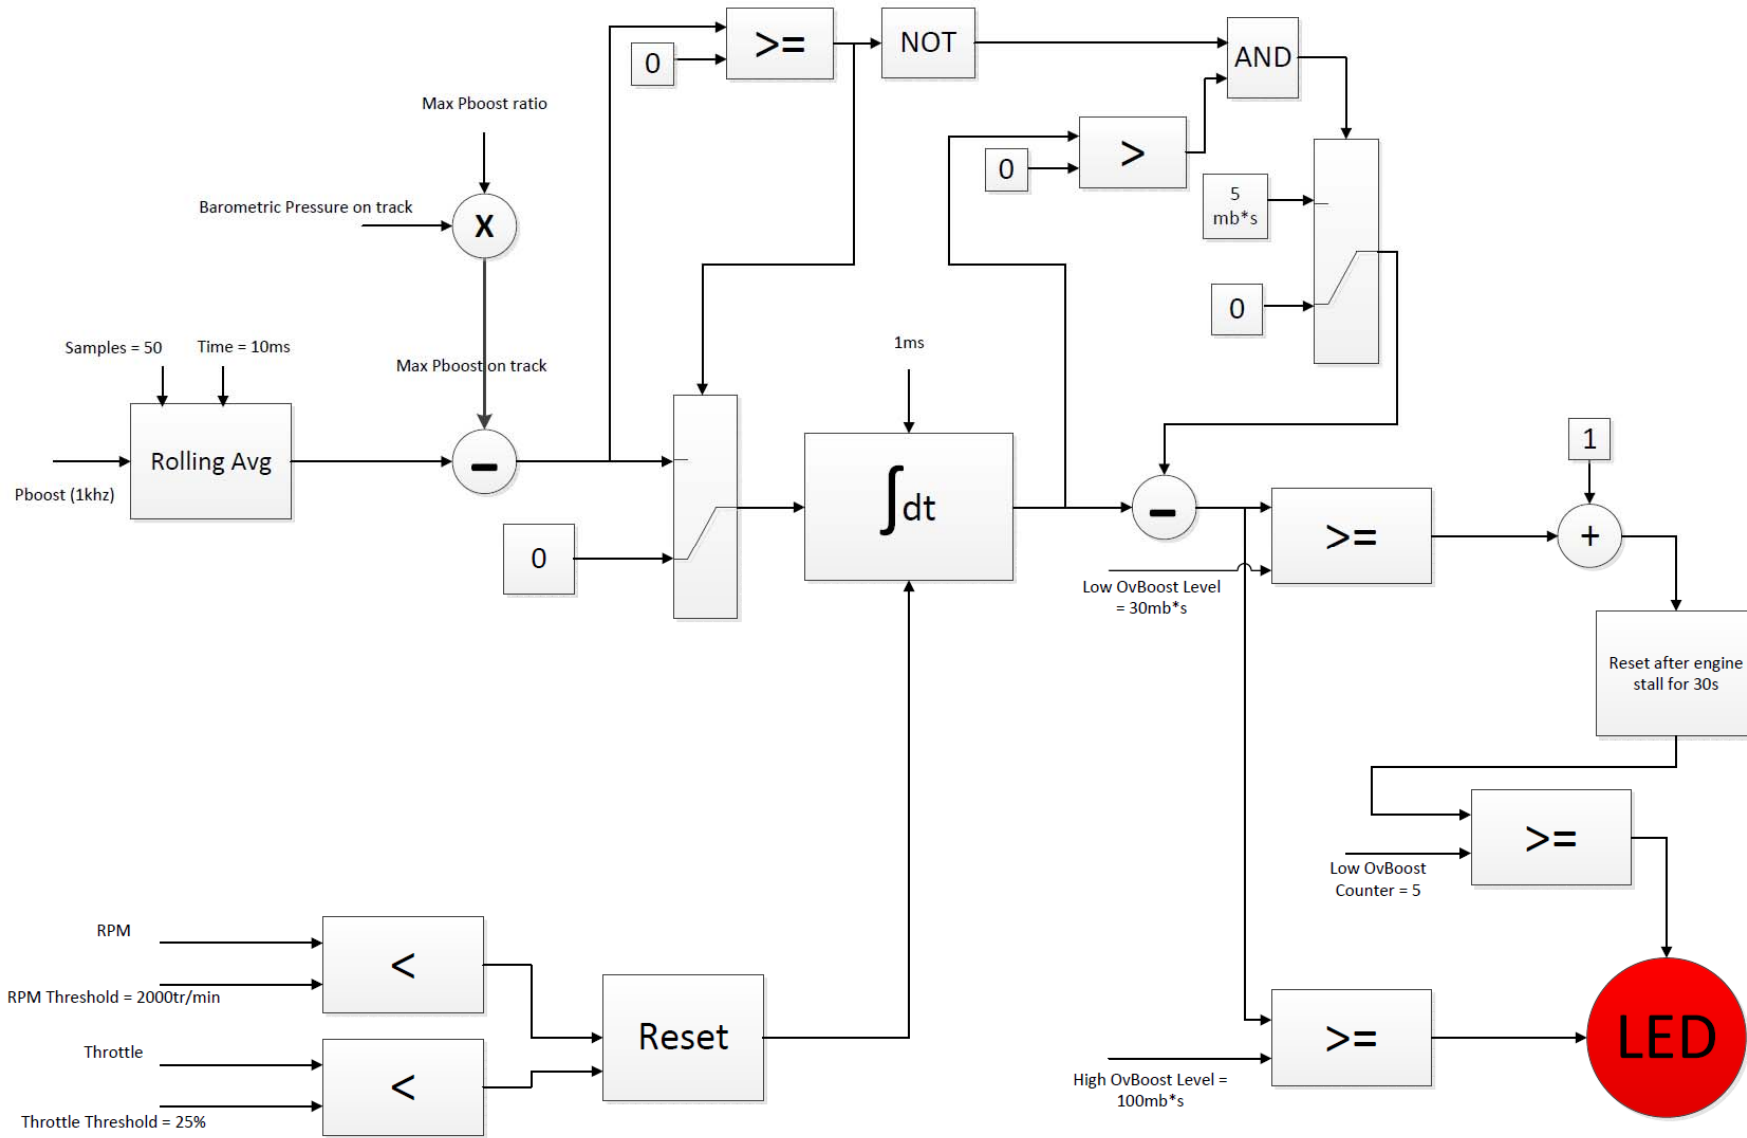 >=
NOT
AND
0
Max Pboost ratio
>
0
5
mb*s
Barometric Pressure on track
X
0
1ms
Samples = 50
Time = 10ms
Max Pboost on track
1
Rolling Avg
-
Pboost (1khz)
∫dt
-
>=
+
0
Low OvBoost Level
= 30mb*s
Reset after engine
stall for 30s
>=
Low OvBoost
Counter = 5
RPM
<
RPM Threshold = 2000tr/min
Reset
>=
LED
Throttle
<
High OvBoost Level =
100mb*s
Throttle Threshold = 25%